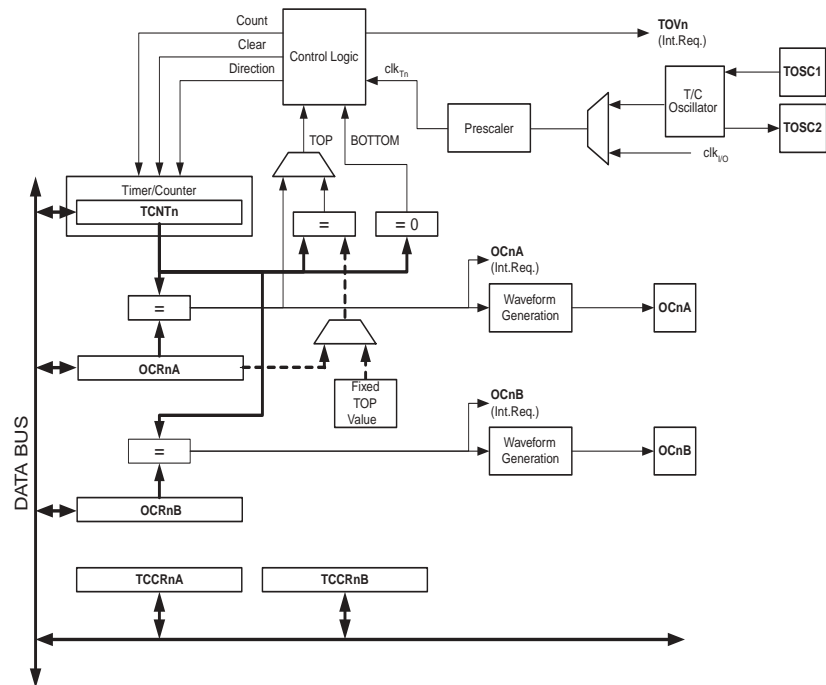 Count
Clear
Direction
Control Logic
TOVn
(Int.Req.)
clkTn
TOP
BOTTOM
Prescaler
T/C
Oscillator
TOSC1
TOSC2
clkI/O
Timer/Counter
TCNTn
=
= 0
OCnA
(Int.Req.)
=
Waveform
Generation
OCnA
OCRnA
Fixed
TOP
Value
OCnB
(Int.Req.)
=
Waveform
Generation
OCnB
OCRnB
DATA BUS
TCCRnA
TCCRnB